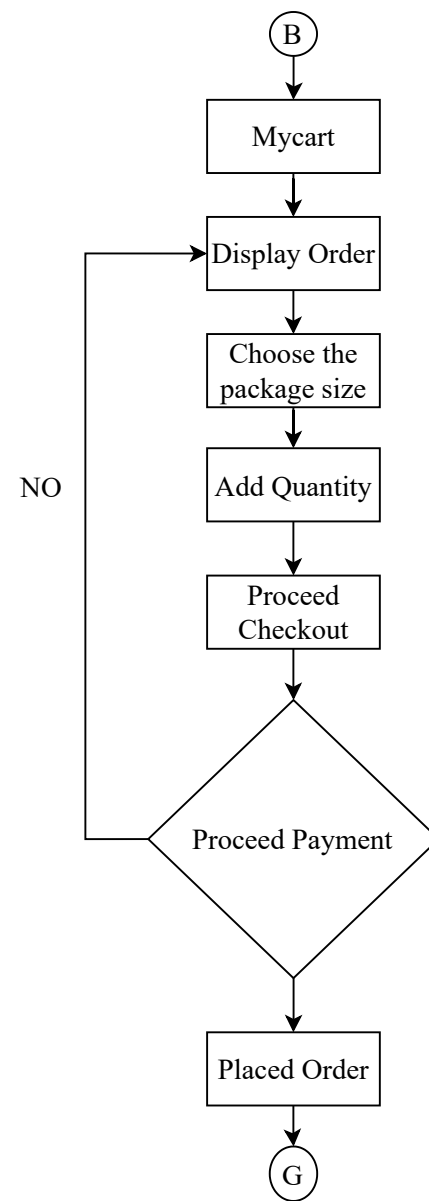 B
Mycart
Display Order
Choose the
package size
NO
Add Quantity
Proceed
Checkout
Proceed Payment
Placed Order
G